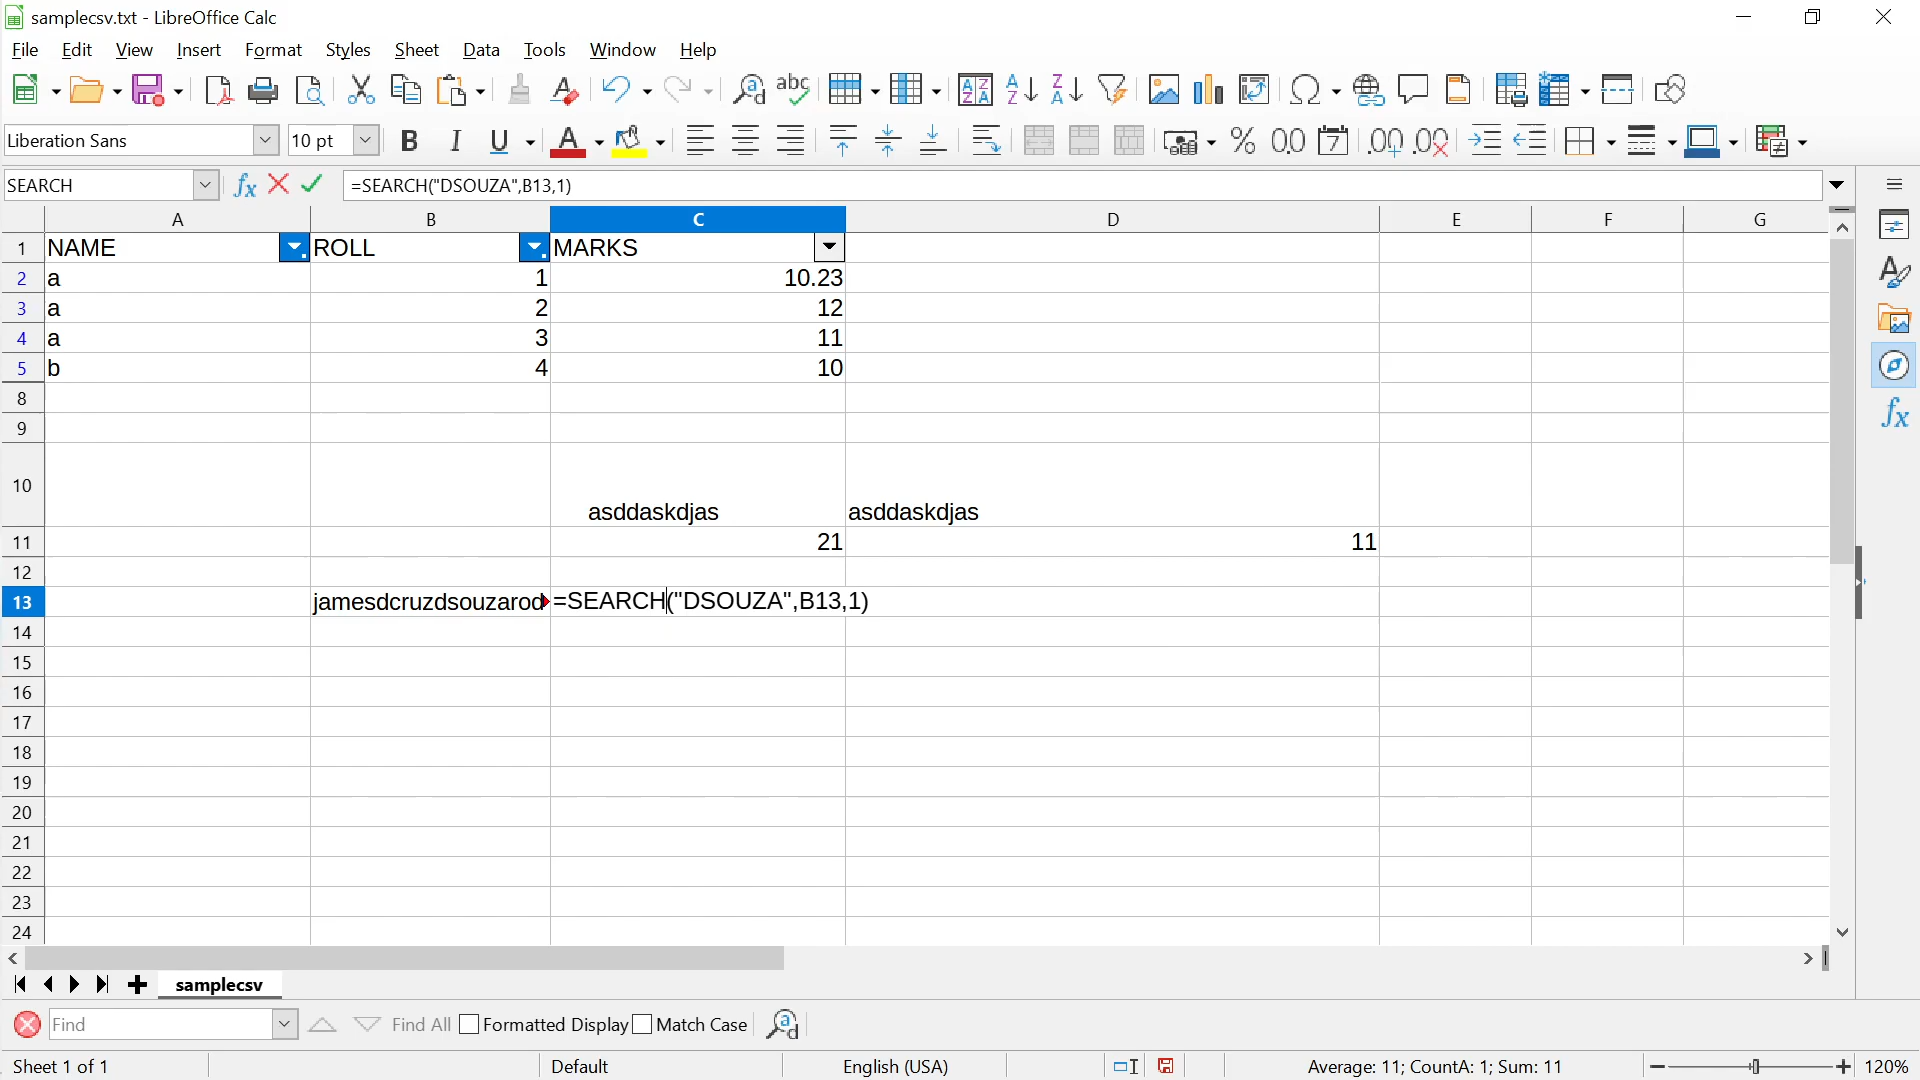 samplecsv.txt - LibreOffice Calc
File Edit View Insert Format Styles Sheet Data Tools Window Help
Liberation Sans 10 pt
SEARCH =SEARCH("DSOUZA",B13,1)
A B C D E F G
1 NAME ROLL MARKS
2 a 1 10.23
3 a 2 12
4 a 3 11
5 b 4 10
8
9
10 asddaskdjas asddaskdjas
11 21 11
12
13 jamesdcruzdsouzarod =SEARCH("DSOUZA",B13,1)
14
15
16
17
18
19
20
21
22
23
24
samplecsv
Find Find All Formatted Display Match Case
Sheet 1 of 1 Default English (USA) Average: 11; CountA: 1; Sum: 11 120%